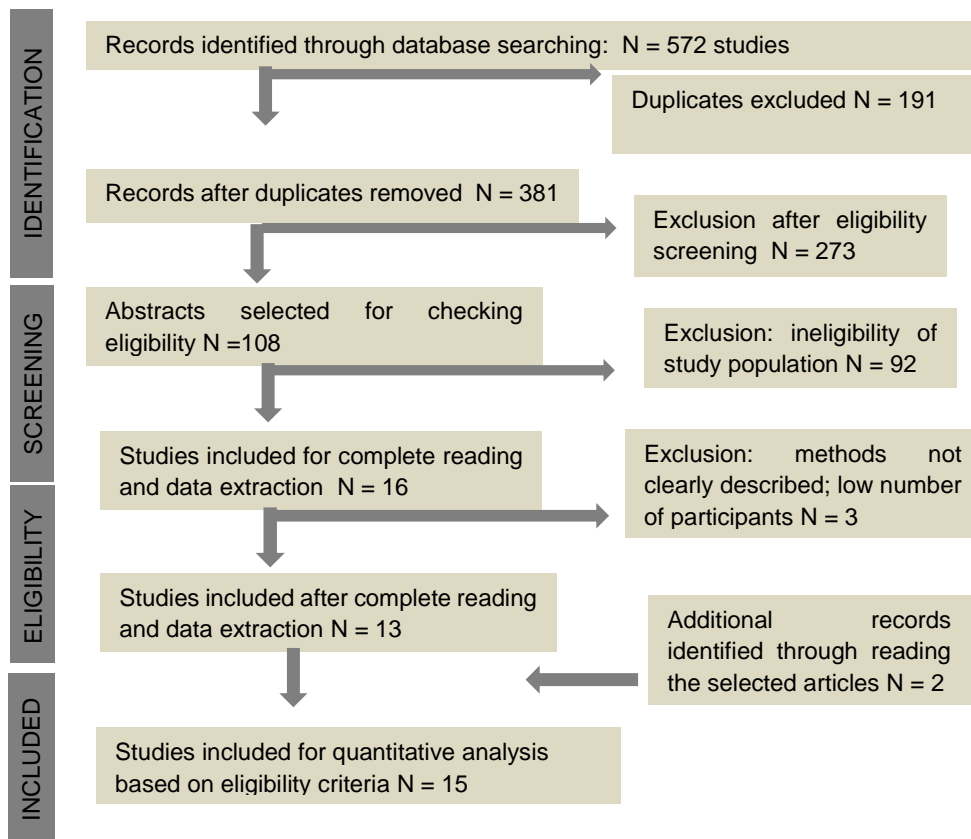 IDENTIFICATION
Records identified through database searching: N = 572 studies
Duplicates excluded N = 191
Records after duplicates removed N = 381
Exclusion after eligibility
screening N = 273
SCREENING
Abstracts selected for checking
eligibility N =108
Exclusion: ineligibility of
study population N = 92
Studies included for complete reading
and data extraction N = 16
Exclusion: methods not
clearly described; low number
of participants N = 3
ELIGIBILITY
Studies included after complete reading
and data extraction N = 13
Additional records
identified through reading
the selected articles N = 2
INCLUDED
Studies included for quantitative analysis
based on eligibility criteria N = 15